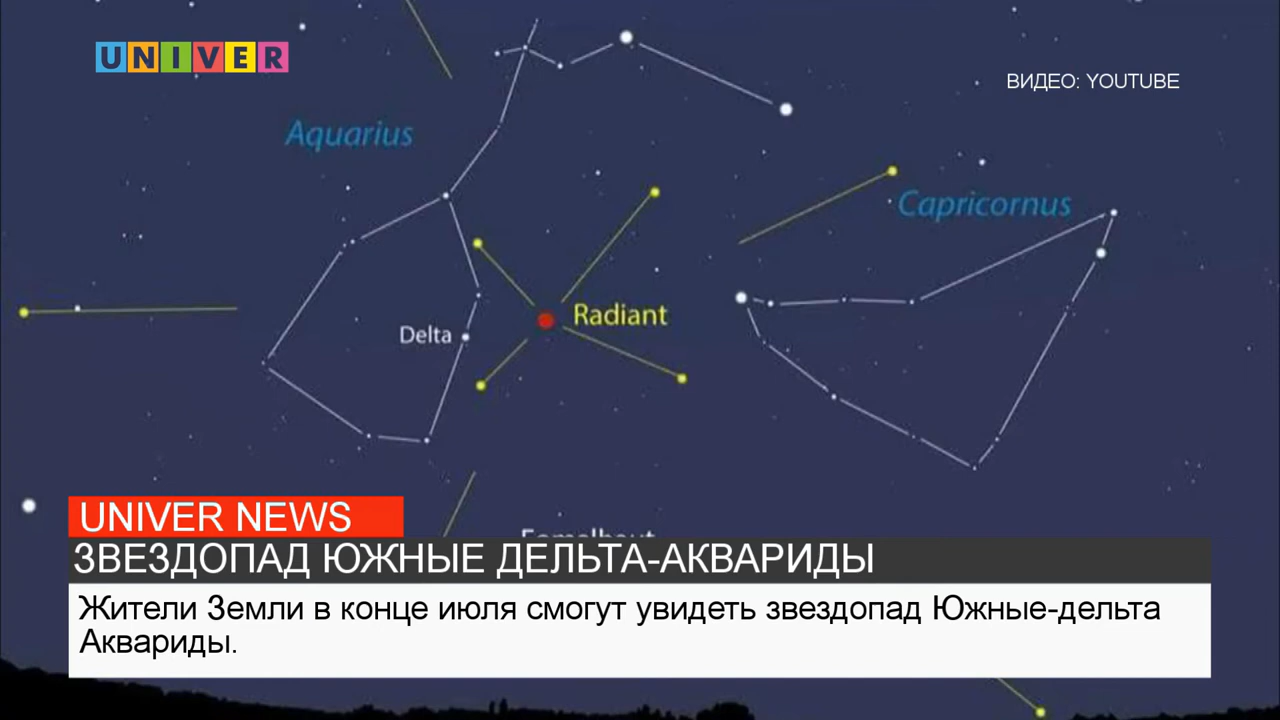 UNIVER
ВИДЕО: YOUTUBE
Aquarius
Capricornus
Radiant
Delta
UNIVER NEWS
ЗВЕЗДОПАД ЮЖНЫЕ ДЕЛЬТА-АКВАРИДЫ
Жители Земли в конце июля смогут увидеть звездопад Южные-дельта
Аквариды.